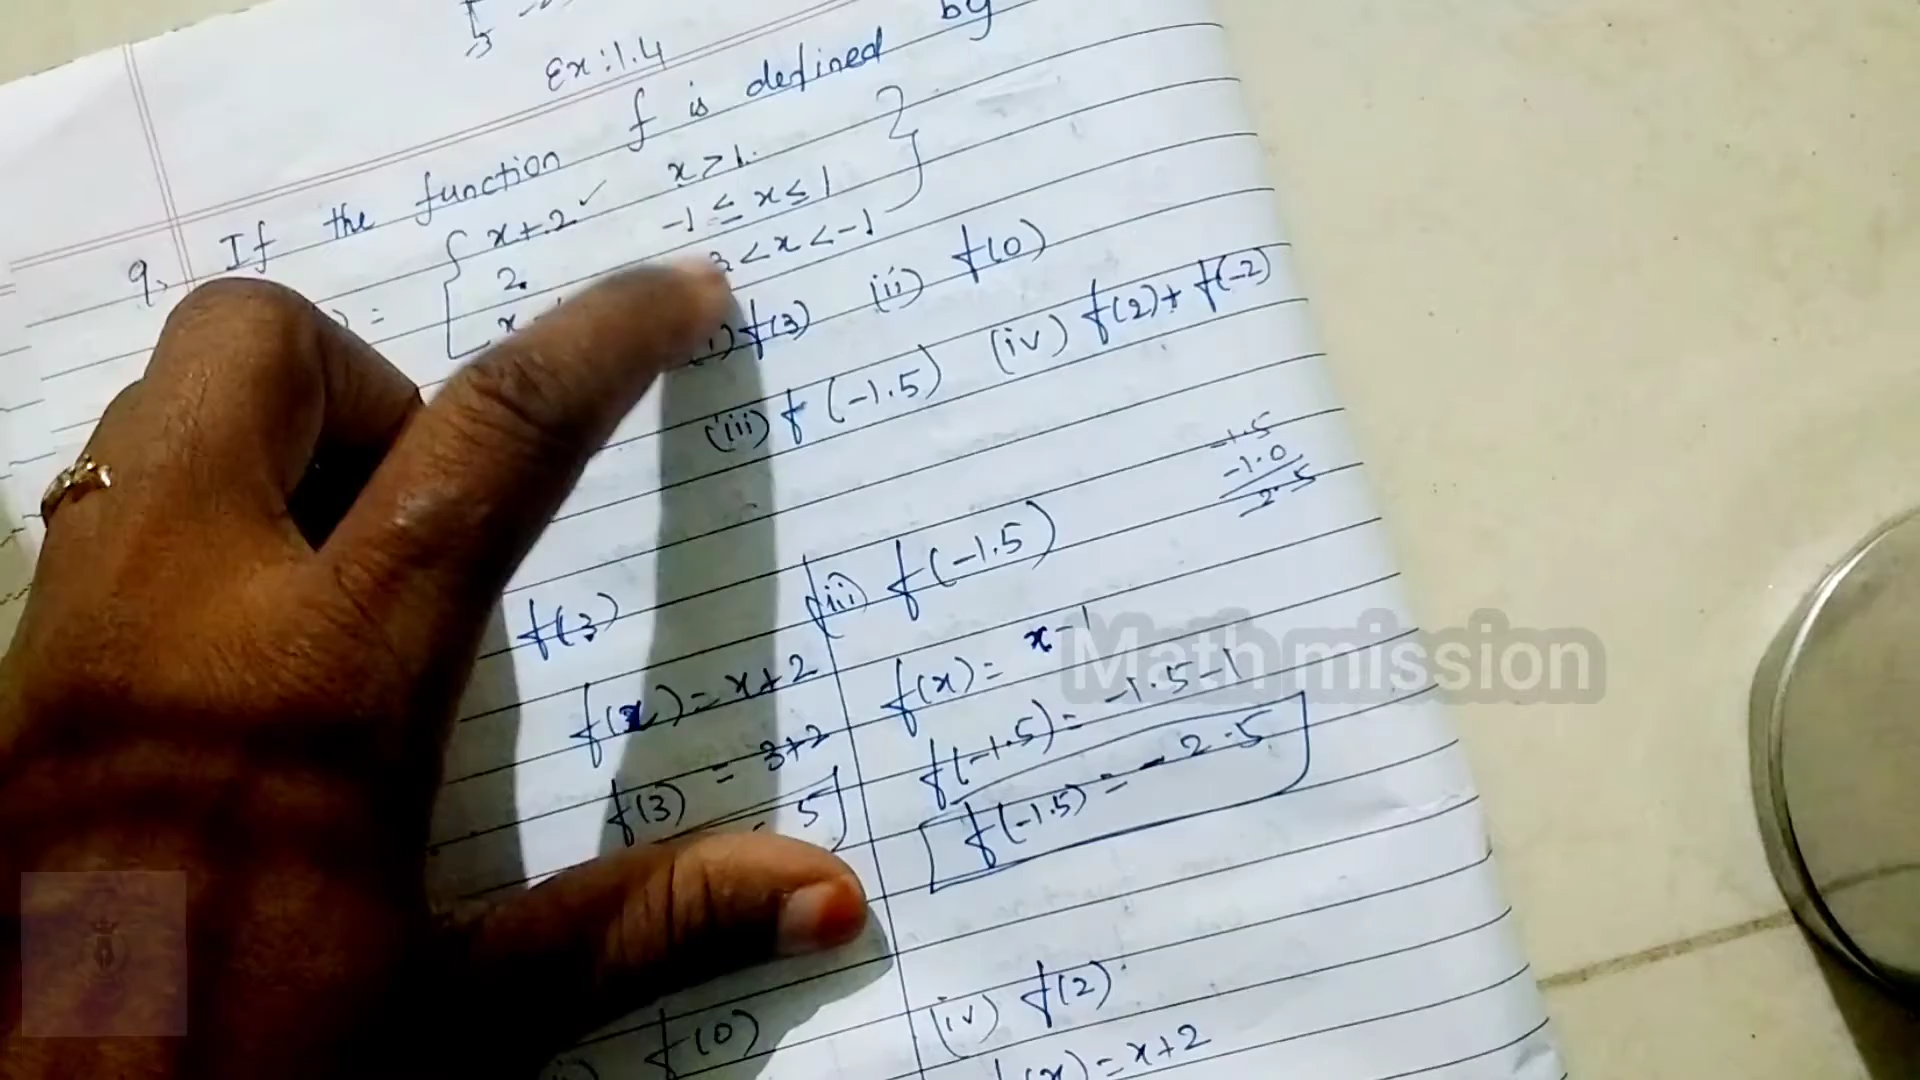 Ex:1.4
9. If the function f is defined by
x+2 ✓ x>1.
2. -1 ≤ x ≤ 1
3 < x < -1
(i) f(3) (ii) f(0)
(iii) f(-1.5) (iv) f(2)+ f(-2)
-1.5
-1.0
2.5
f(3)
f(x) = x+2
f(3) = 3+2
= 5
(iii) f(-1.5)
f(x) = x-1
f(-1.5) = -1.5-1
f(-1.5) = -2.5
f(0)
(iv) f(2)
(x) = x+2
Math mission